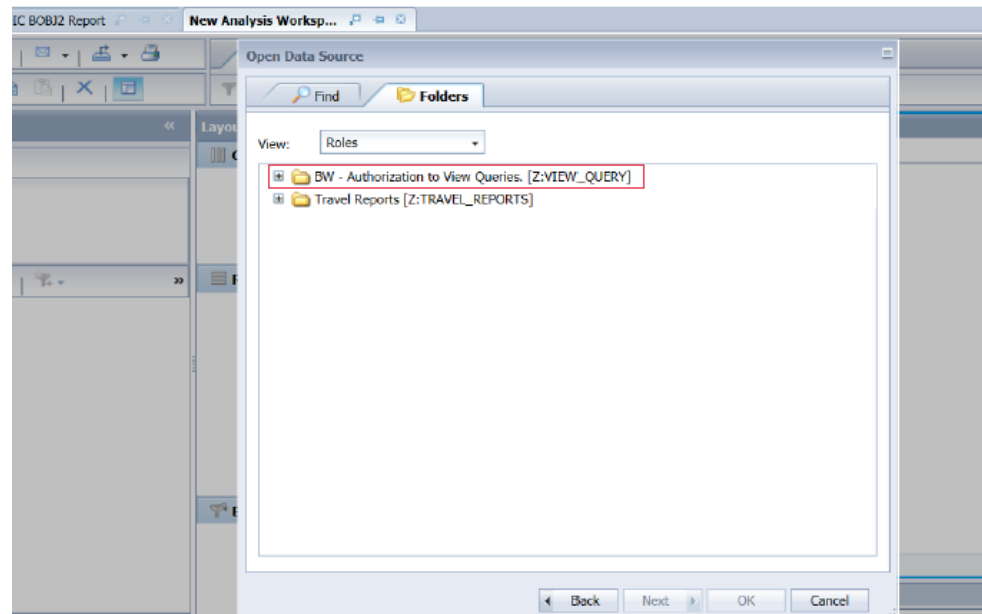 IC BOBJ2 Report
New Analysis Worksp...
Open Data Source
Find
Folders
Layou
View:
Roles
BW - Authorization to View Queries. [Z:VIEW_QUERY]
Travel Reports [Z:TRAVEL_REPORTS]
Back
Next
OK
Cancel